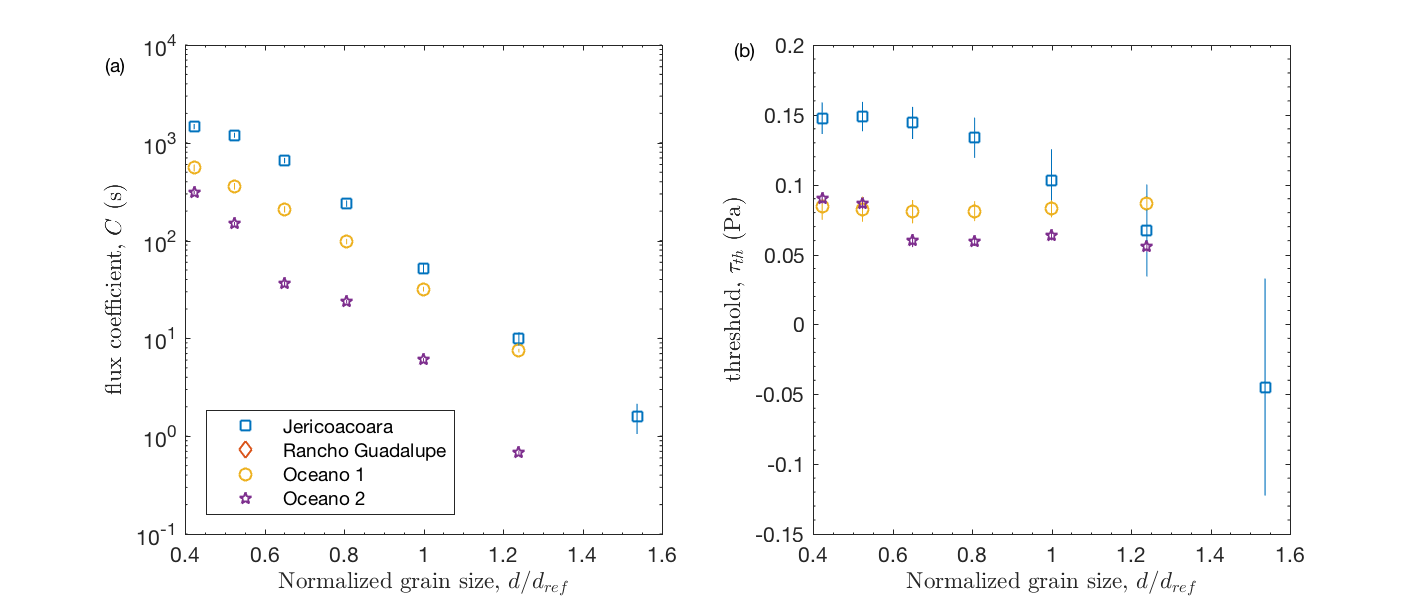 (a)
10^4
10^3
10^2
10^1
10^0
10^-1
flux coefficient, C (s)
Jericoacoara
Rancho Guadalupe
Oceano 1
Oceano 2
0.4 0.6 0.8 1 1.2 1.4 1.6
Normalized grain size, d/d_ref
(b)
0.2
0.15
0.1
0.05
0
-0.05
-0.1
-0.15
threshold, τ_th (Pa)
0.4 0.6 0.8 1 1.2 1.4 1.6
Normalized grain size, d/d_ref